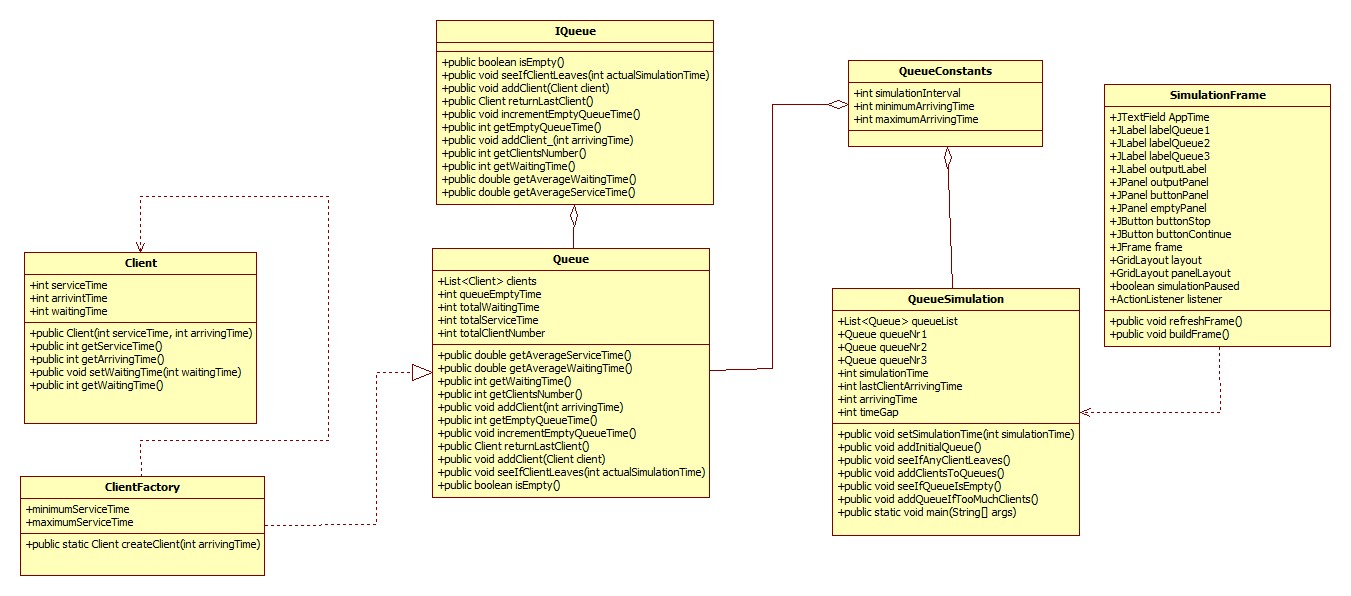 IQueue
+public boolean isEmpty()
+public void seeIfClientLeaves(int actualSimulationTime)
+public void addClient(Client client)
+public Client returnLastClient()
+public void incrementEmptyQueueTime()
+public int getEmptyQueueTime()
+public void addClient_(int arrivingTime)
+public int getClientsNumber()
+public int getWaitingTime()
+public double getAverageWaitingTime()
+public double getAverageServiceTime()
QueueConstants
+int simulationInterval
+int minimumArrivingTime
+int maximumArrivingTime
SimulationFrame
+JTextField AppTime
+JLabel labelQueue1
+JLabel labelQueue2
+JLabel labelQueue3
+JLabel outputLabel
+JPanel outputPanel
+JPanel buttonPanel
+JPanel emptyPanel
+JButton buttonStop
+JButton buttonContinue
+JFrame frame
+GridLayout layout
+GridLayout panelLayout
+boolean simulationPaused
+ActionListener listener
+public void refreshFrame()
+public void buildFrame()
Client
+int serviceTime
+int arrivintTime
+int waitingTime
+public Client(int serviceTime, int arrivingTime)
+public int getServiceTime()
+public int getArrivingTime()
+public void setWaitingTime(int waitingTime)
+public int getWaitingTime()
Queue
+List<Client> clients
+int queueEmptyTime
+int totalWaitingTime
+int totalServiceTime
+int totalClientNumber
+public double getAverageServiceTime()
+public double getAverageWaitingTime()
+public int getWaitingTime()
+public int getClientsNumber()
+public void addClient(int arrivingTime)
+public int getEmptyQueueTime()
+public void incrementEmptyQueueTime()
+public Client returnLastClient()
+public void addClient(Client client)
+public void seeIfClientLeaves(int actualSimulationTime)
+public boolean isEmpty()
QueueSimulation
+List<Queue> queueList
+Queue queueNr1
+Queue queueNr2
+Queue queueNr3
+int simulationTime
+int lastClientArrivingTime
+int arrivingTime
+int timeGap
+public void setSimulationTime(int simulationTime)
+public void addInitialQueue()
+public void seeIfAnyClientLeaves()
+public void addClientsToQueues()
+public void seeIfQueueIsEmpty()
+public void addQueueIfTooMuchClients()
+public static void main(String[] args)
ClientFactory
+minimumServiceTime
+maximumServiceTime
+public static Client createClient(int arrivingTime)